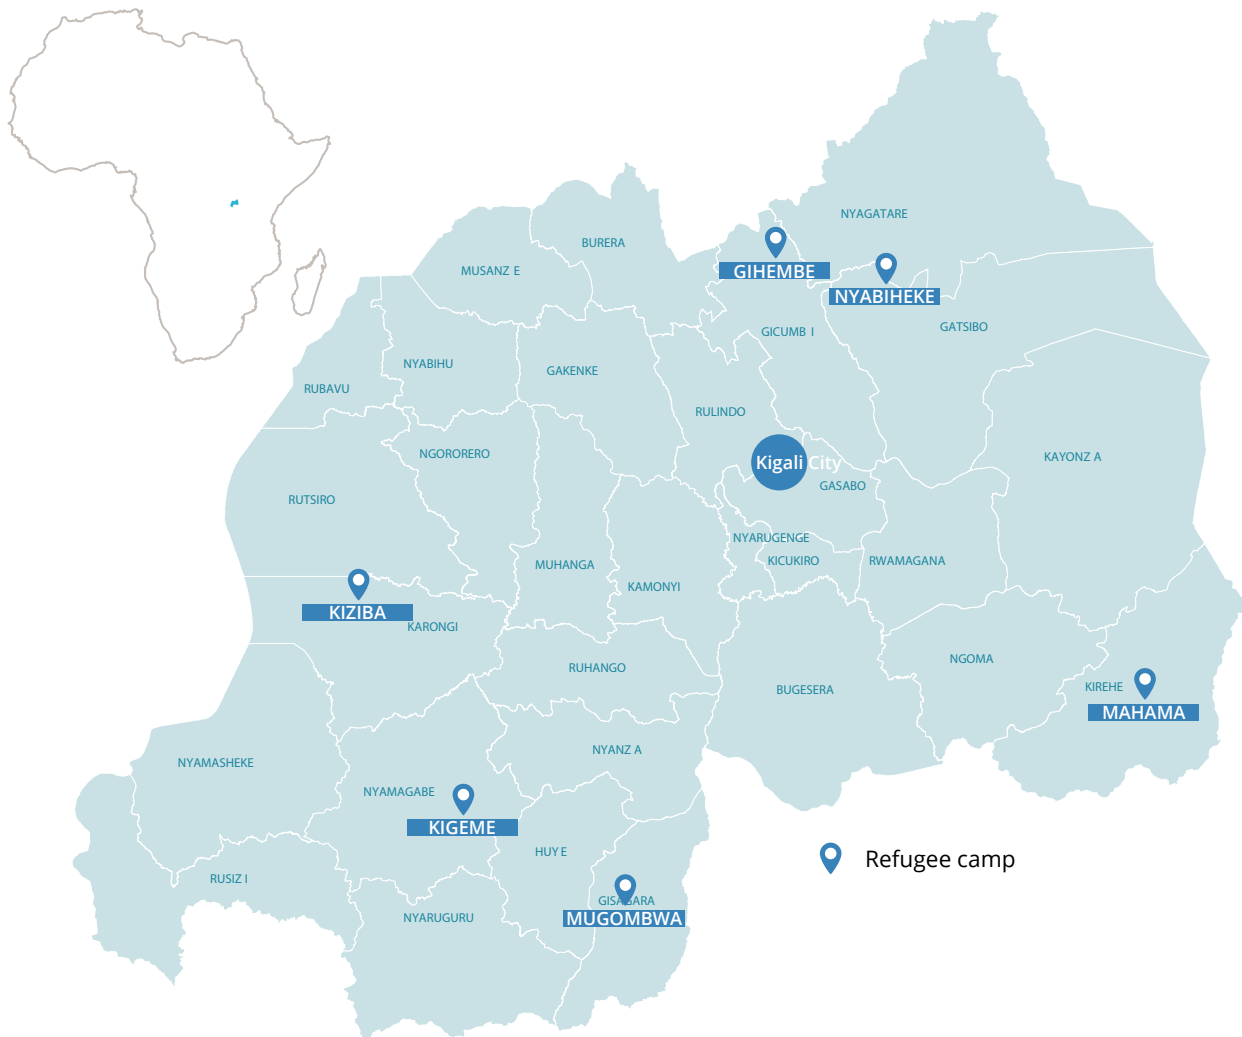 NYAGATARE
BURERA
MUSANZ E
GIHEMBE
NYABIHEKE
GICUMB I
GATSIBO
NYABIHU
GAKENKE
RUBAVU
RULINDO
NGORORERO
KAYONZ A
Kigali City
GASABO
RUTSIRO
NYARUGENGE
MUHANGA
KICUKIRO
RWAMAGANA
KAMONYI
KIZIBA
KARONGI
RUHANGO
NGOMA
BUGESERA
KIREHE
MAHAMA
NYANZ A
NYAMASHEKE
NYAMAGABE
KIGEME
HUY E
Refugee camp
RUSIZ I
GISAGARA
NYARUGURU
MUGOMBWA